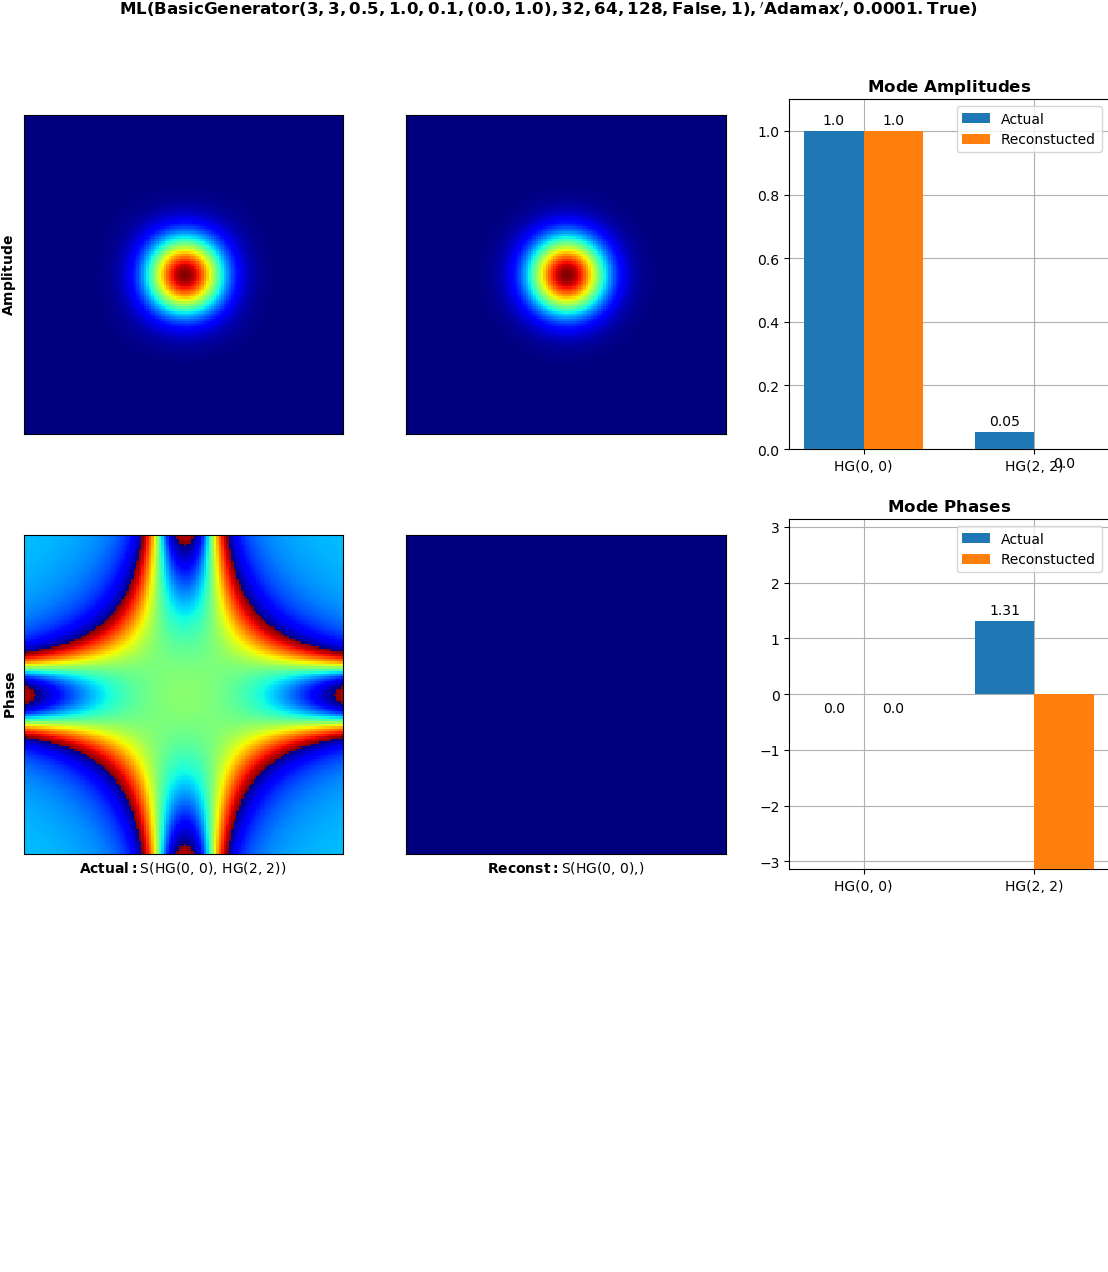 ML(BasicGenerator(3, 3, 0.5, 1.0, 0.1, (0.0, 1.0), 32, 64, 128, False, 1), ′Adamax′, 0.0001. True)
Mode Amplitudes
Actual
Reconstucted
1.0 1.0
0.05
0.0
1.0
0.8
0.6
0.4
0.2
0.0
HG(0, 0) HG(2, 2)
Amplitude
Mode Phases
Actual
Reconstucted
1.31
0.0 0.0
3
2
1
0
−1
−2
−3
HG(0, 0) HG(2, 2)
Phase
Actual: S(HG(0, 0), HG(2, 2))
Reconst: S(HG(0, 0),)